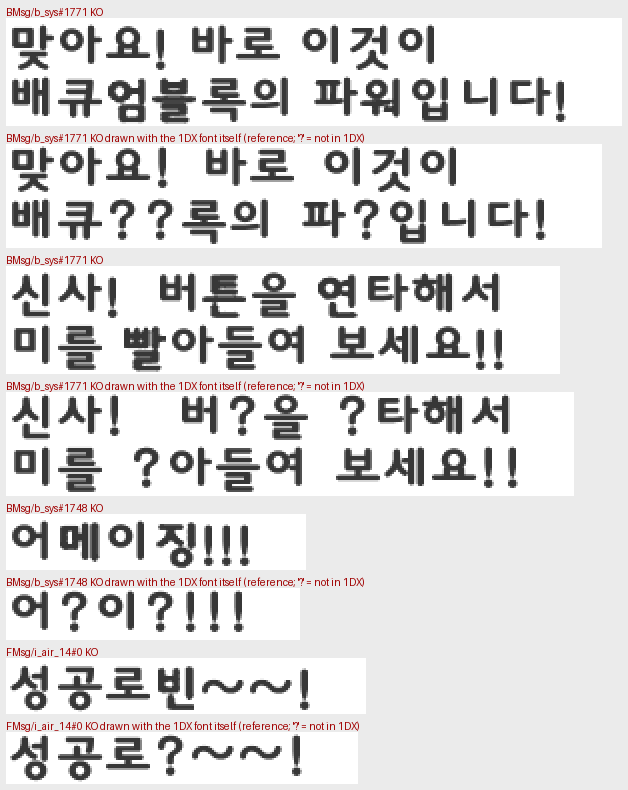 BMsg/b_sys#1771 KO
맞아요! 바로 이것이
배큐엄블록의 파워입니다!
BMsg/b_sys#1771 KO drawn with the 1DX font itself (reference; '?' = not in 1DX)
맞아요! 바로 이것이
배큐??록의 파?입니다!
BMsg/b_sys#1771 KO
신사! 버튼을 연타해서
미를 빨아들여 보세요!!
BMsg/b_sys#1771 KO drawn with the 1DX font itself (reference; '?' = not in 1DX)
신사! 버?을 ?타해서
미를 ?아들여 보세요!!
BMsg/b_sys#1748 KO
어메이징!!!
BMsg/b_sys#1748 KO drawn with the 1DX font itself (reference; '?' = not in 1DX)
어?이?!!!
FMsg/i_air_14#0 KO
성공로빈~~!
FMsg/i_air_14#0 KO drawn with the 1DX font itself (reference; '?' = not in 1DX)
성공로?~~!